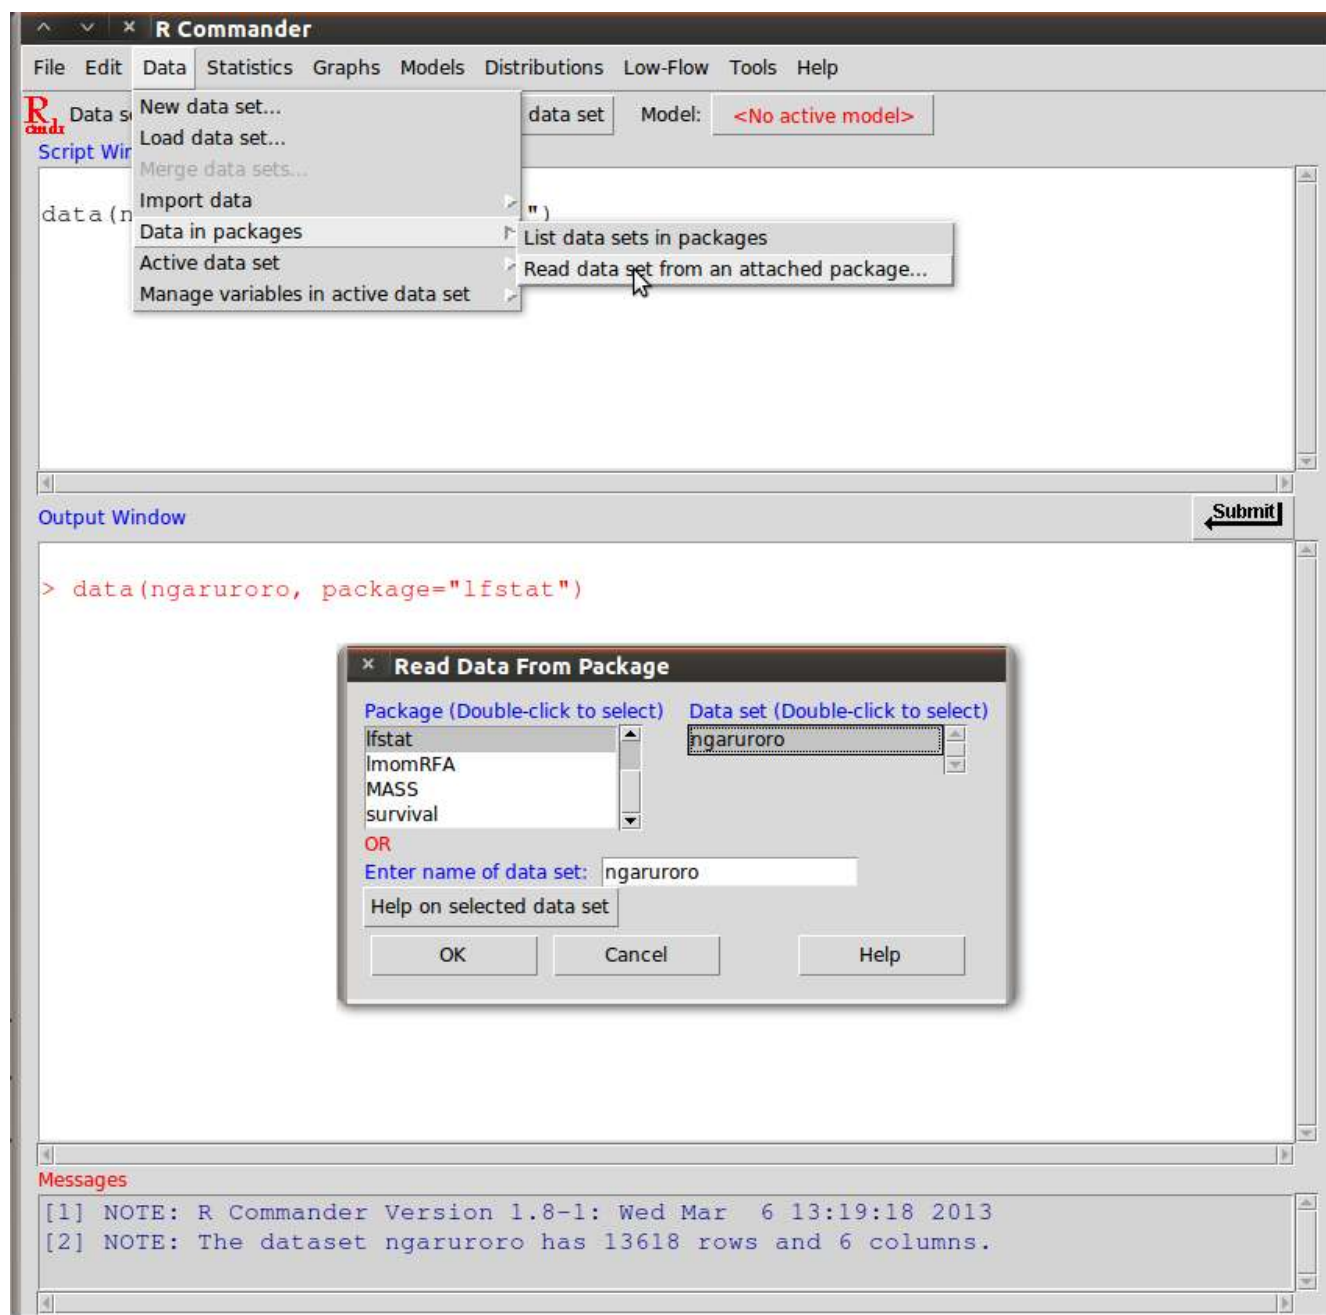 R Commander
File Edit Data Statistics Graphs Models Distributions Low-Flow Tools Help
R Data s data set Model: <No active model>
cmdr
New data set...
Load data set...
Script Wir
Merge data sets...
Import data
data(n ")
Data in packages
List data sets in packages
Active data set
Read data set from an attached package...
Manage variables in active data set
Output Window Submit
> data(ngaruroro, package="lfstat")
Read Data From Package
Package (Double-click to select) Data set (Double-click to select)
lfstat ngaruroro
lmomRFA
MASS
survival
OR
Enter name of data set: ngaruroro
Help on selected data set
OK Cancel Help
Messages
[1] NOTE: R Commander Version 1.8-1: Wed Mar  6 13:19:18 2013
[2] NOTE: The dataset ngaruroro has 13618 rows and 6 columns.